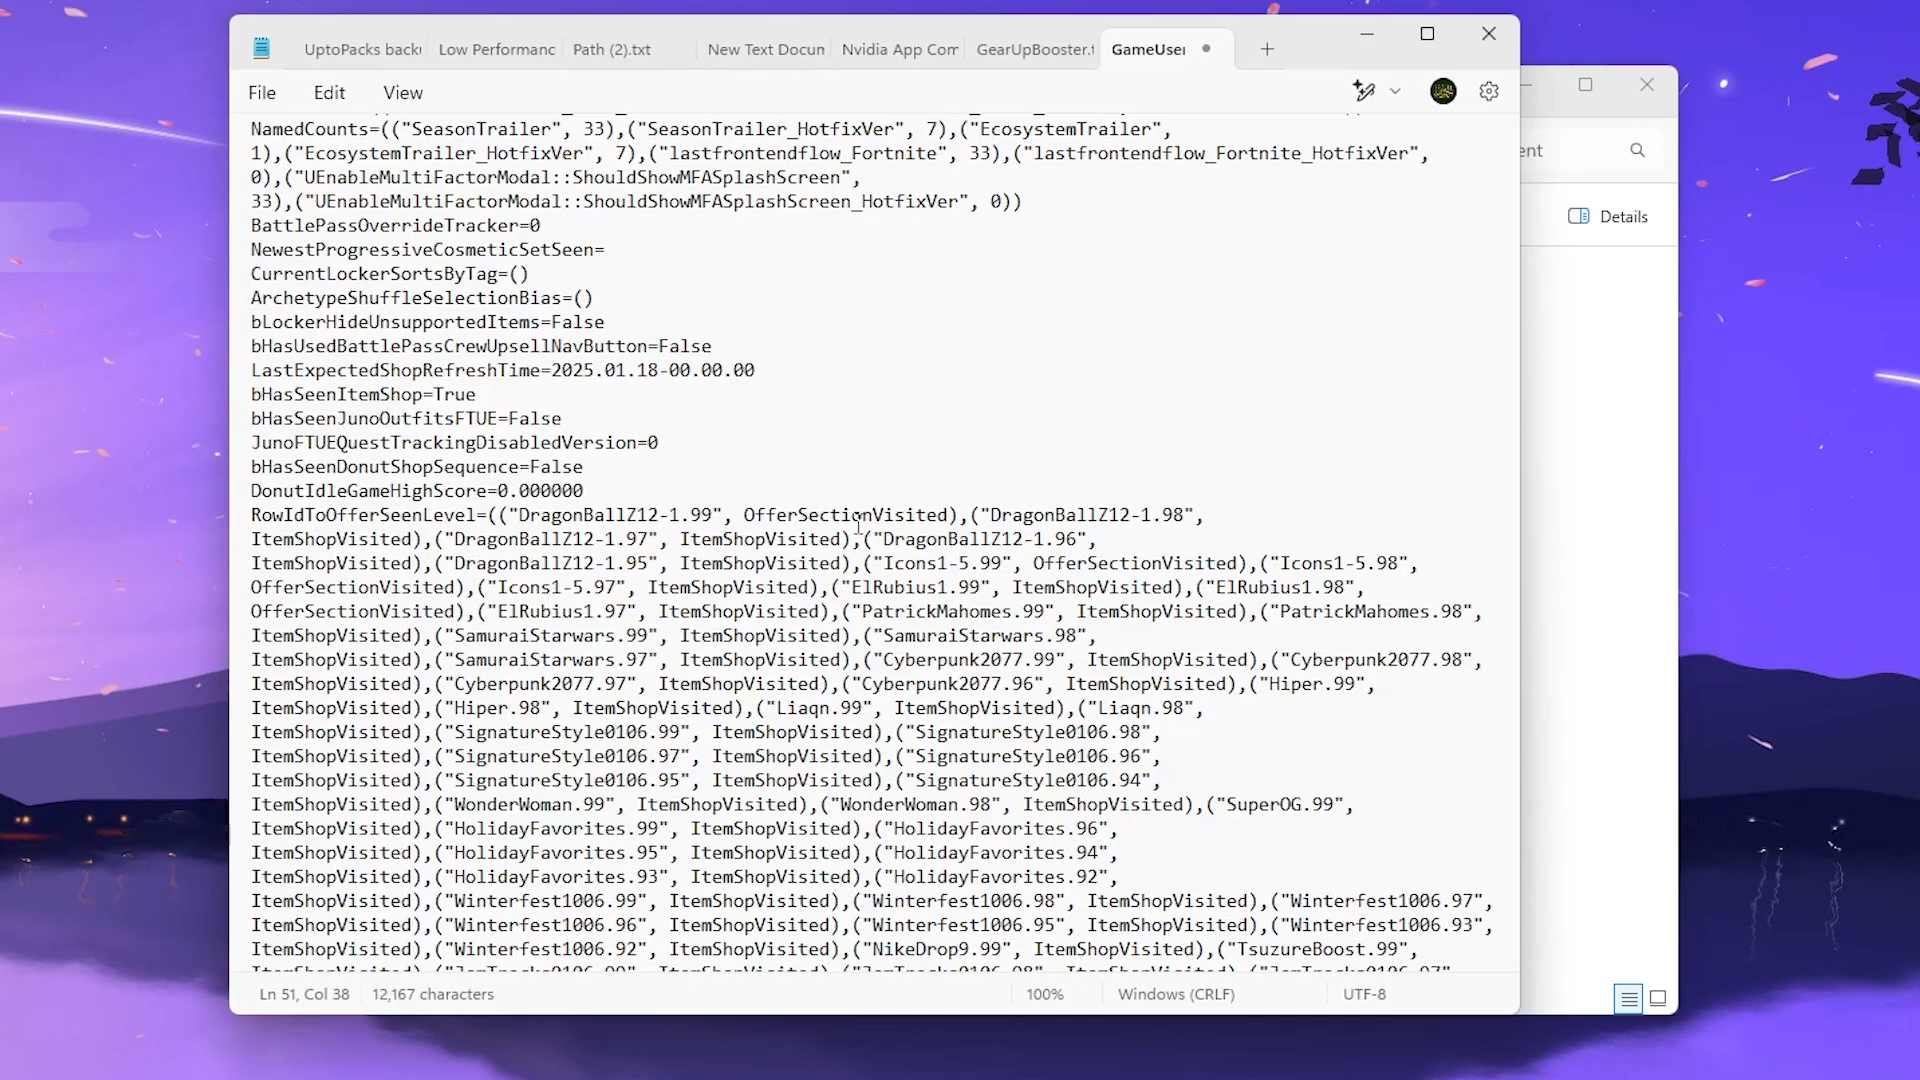 UptoPacks backu
Low Performanc
Path (2).txt
New Text Docun
Nvidia App Com
GearUpBooster.t
GameUser
File
Edit
View
NamedCounts=(("SeasonTrailer", 33),("SeasonTrailer_HotfixVer", 7),("EcosystemTrailer",
1),("EcosystemTrailer_HotfixVer", 7),("lastfrontendflow_Fortnite", 33),("lastfrontendflow_Fortnite_HotfixVer",
0),("UEnableMultiFactorModal::ShouldShowMFASplashScreen",
33),("UEnableMultiFactorModal::ShouldShowMFASplashScreen_HotfixVer", 0))
BattlePassOverrideTracker=0
NewestProgressiveCosmeticSetSeen=
CurrentLockerSortsByTag=()
ArchetypeShuffleSelectionBias=()
bLockerHideUnsupportedItems=False
bHasUsedBattlePassCrewUpsellNavButton=False
LastExpectedShopRefreshTime=2025.01.18-00.00.00
bHasSeenItemShop=True
bHasSeenJunoOutfitsFTUE=False
JunoFTUEQuestTrackingDisabledVersion=0
bHasSeenDonutShopSequence=False
DonutIdleGameHighScore=0.000000
RowIdToOfferSeenLevel=(("DragonBallZ12-1.99", OfferSectionVisited),("DragonBallZ12-1.98",
ItemShopVisited),("DragonBallZ12-1.97", ItemShopVisited),("DragonBallZ12-1.96",
ItemShopVisited),("DragonBallZ12-1.95", ItemShopVisited),("Icons1-5.99", OfferSectionVisited),("Icons1-5.98",
OfferSectionVisited),("Icons1-5.97", ItemShopVisited),("ElRubius1.99", ItemShopVisited),("ElRubius1.98",
OfferSectionVisited),("ElRubius1.97", ItemShopVisited),("PatrickMahomes.99", ItemShopVisited),("PatrickMahomes.98",
ItemShopVisited),("SamuraiStarwars.99", ItemShopVisited),("SamuraiStarwars.98",
ItemShopVisited),("SamuraiStarwars.97", ItemShopVisited),("Cyberpunk2077.99", ItemShopVisited),("Cyberpunk2077.98",
ItemShopVisited),("Cyberpunk2077.97", ItemShopVisited),("Cyberpunk2077.96", ItemShopVisited),("Hiper.99",
ItemShopVisited),("Hiper.98", ItemShopVisited),("Liaqn.99", ItemShopVisited),("Liaqn.98",
ItemShopVisited),("SignatureStyle0106.99", ItemShopVisited),("SignatureStyle0106.98",
ItemShopVisited),("SignatureStyle0106.97", ItemShopVisited),("SignatureStyle0106.96",
ItemShopVisited),("SignatureStyle0106.95", ItemShopVisited),("SignatureStyle0106.94",
ItemShopVisited),("WonderWoman.99", ItemShopVisited),("WonderWoman.98", ItemShopVisited),("SuperOG.99",
ItemShopVisited),("HolidayFavorites.99", ItemShopVisited),("HolidayFavorites.96",
ItemShopVisited),("HolidayFavorites.95", ItemShopVisited),("HolidayFavorites.94",
ItemShopVisited),("HolidayFavorites.93", ItemShopVisited),("HolidayFavorites.92",
ItemShopVisited),("Winterfest1006.99", ItemShopVisited),("Winterfest1006.98", ItemShopVisited),("Winterfest1006.97",
ItemShopVisited),("Winterfest1006.96", ItemShopVisited),("Winterfest1006.95", ItemShopVisited),("Winterfest1006.93",
ItemShopVisited),("Winterfest1006.92", ItemShopVisited),("NikeDrop9.99", ItemShopVisited),("TsuzureBoost.99",
Ln 51, Col 38
12,167 characters
100%
Windows (CRLF)
UTF-8
ent
Details